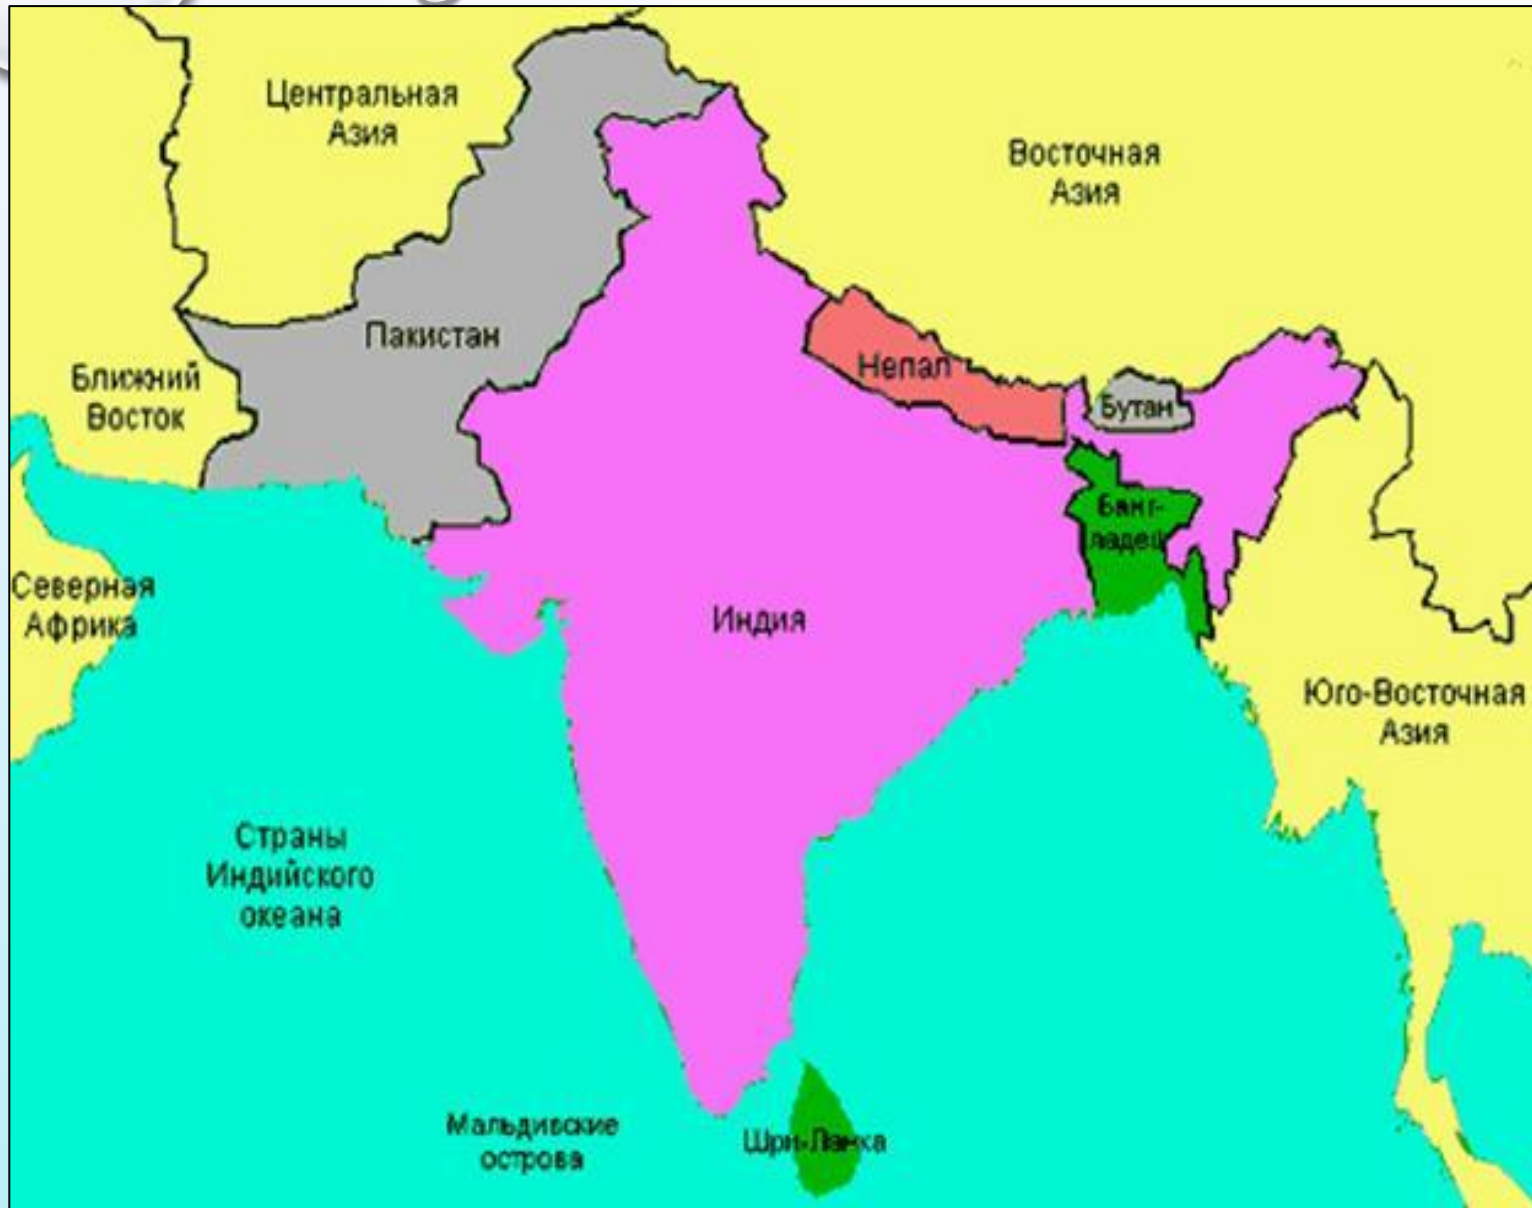 Центральная
Азия
Восточная
Азия
Пакистан
Непал
Ближний
Восток
Бутан
Банг-
ладеш
Северная
Африка
Индия
Юго-Восточная
Азия
Страны
Индийского
океана
Мальдивские
острова
Шри-Ланка